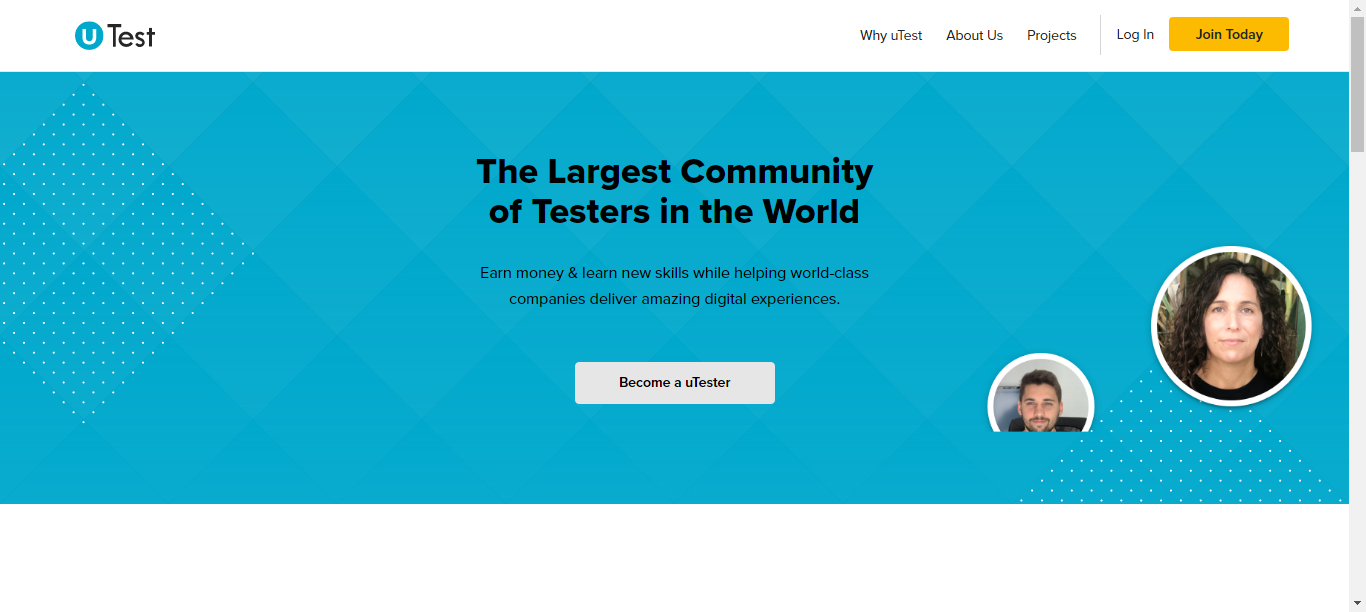 uTest
Why uTest
About Us
Projects
Log In
Join Today
The Largest Community
of Testers in the World
Earn money & learn new skills while helping world-class
companies deliver amazing digital experiences.
Become a uTester